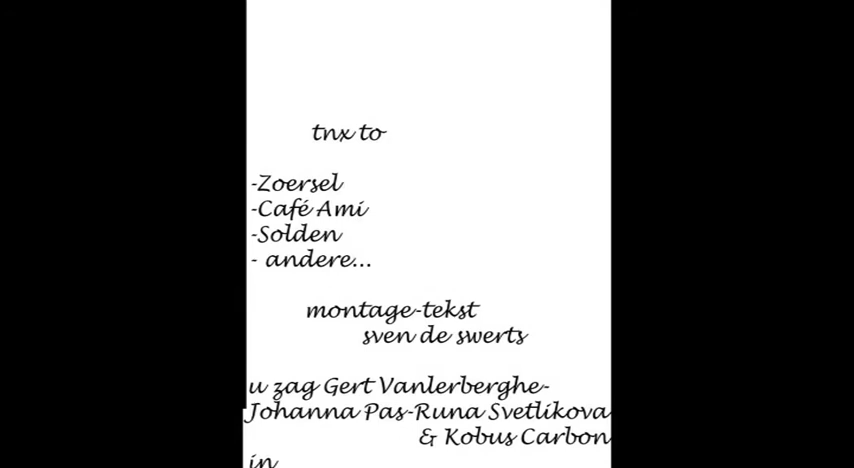 tnx to
-Zoersel
-Café Ami
-Solden
- andere...
montage-tekst
sven de swerts
u zag Gert Vanlerberghe-
Johanna Pas-Runa Svetlikova
& Kobus Carbon
in